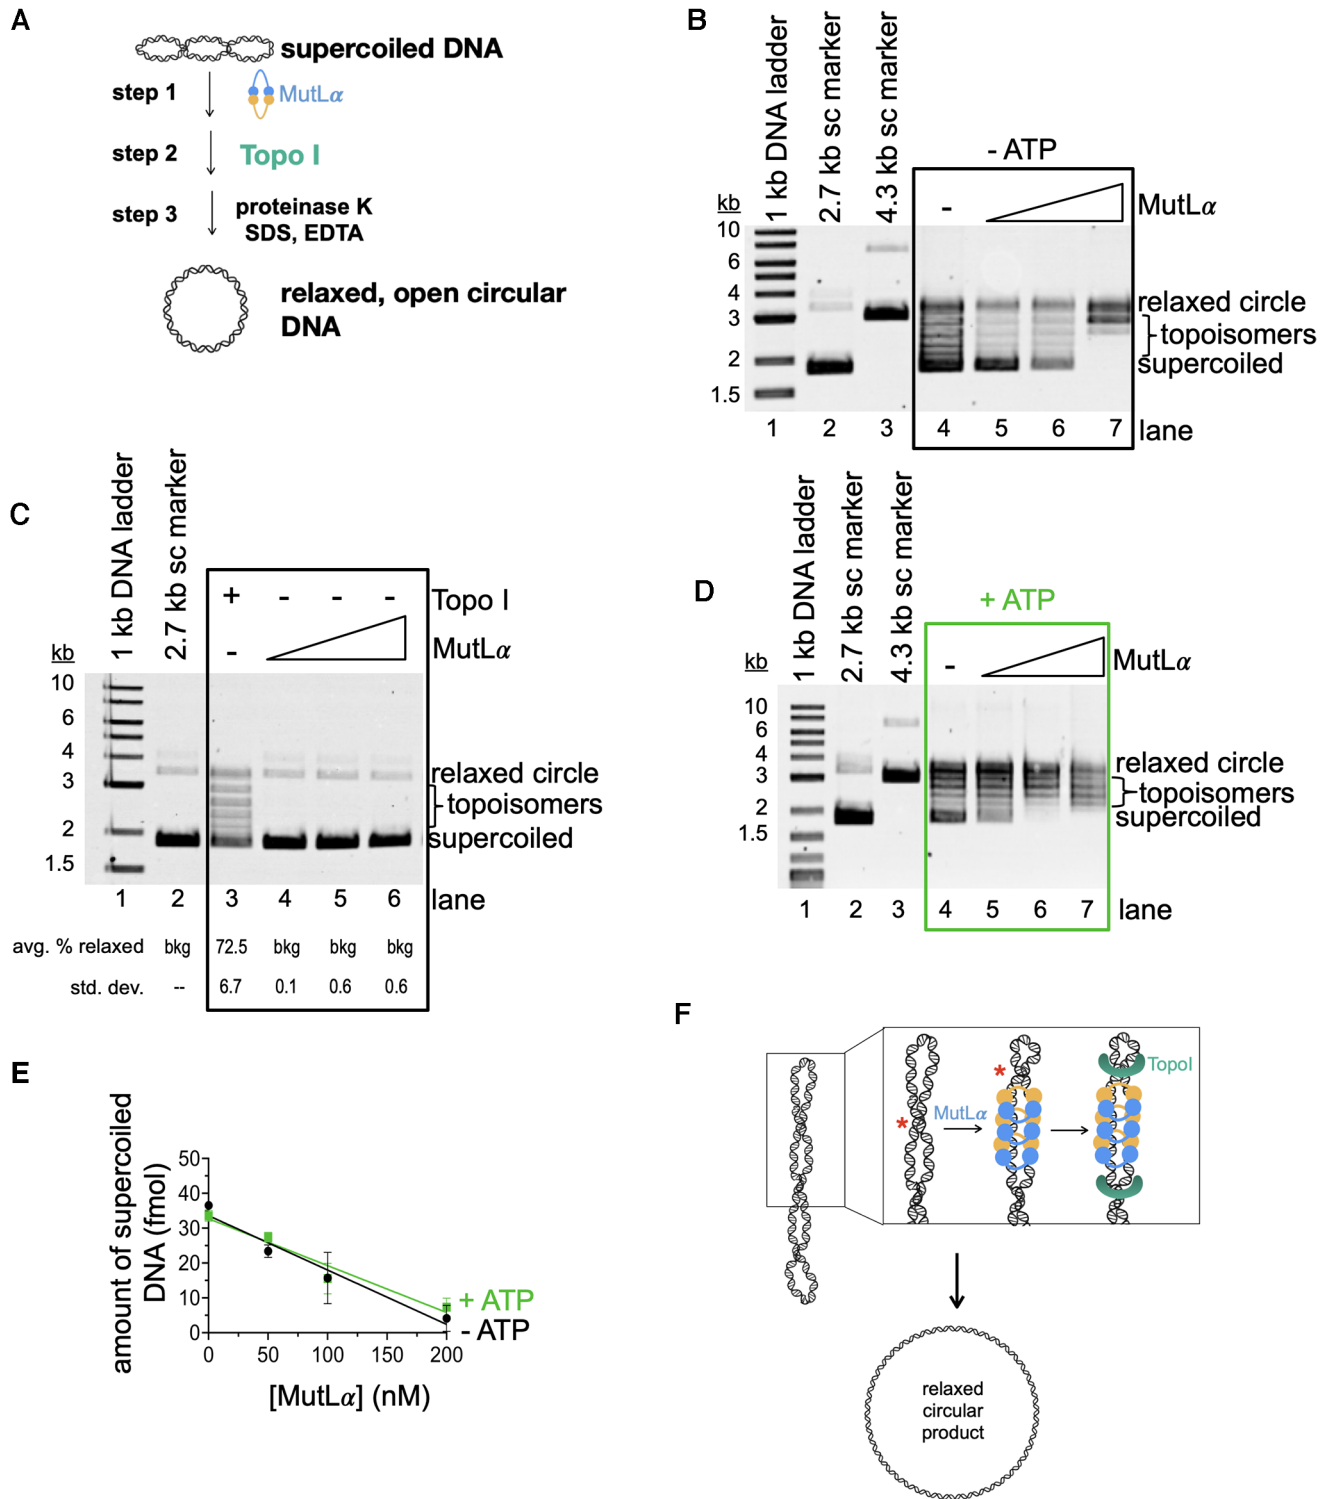 A
supercoiled DNA
step 1
MutLα
step 2
Topo I
step 3
proteinase K
SDS, EDTA
relaxed, open circular
DNA
B
1 kb DNA ladder
2.7 kb sc marker
4.3 kb sc marker
- ATP
kb
-
MutLα
10
6
4
3
2
1.5
relaxed circle
topoisomers
supercoiled
1 2 3 4 5 6 7 lane
C
1 kb DNA ladder
2.7 kb sc marker
+ - - - Topo I
- MutLα
kb
10
6
4
3
2
1.5
relaxed circle
topoisomers
supercoiled
1 2 3 4 5 6 lane
avg. % relaxed bkg 72.5 bkg bkg bkg
std. dev. -- 6.7 0.1 0.6 0.6
D
1 kb DNA ladder
2.7 kb sc marker
4.3 kb sc marker
+ ATP
kb
- MutLα
10
6
4
3
2
1.5
relaxed circle
topoisomers
supercoiled
1 2 3 4 5 6 7 lane
E
amount of supercoiled
DNA (fmol)
50
40
30
20
10
0
+ ATP
- ATP
0 50 100 150 200
[MutLα] (nM)
F
*
MutLα
*
TopoI
relaxed
circular
product